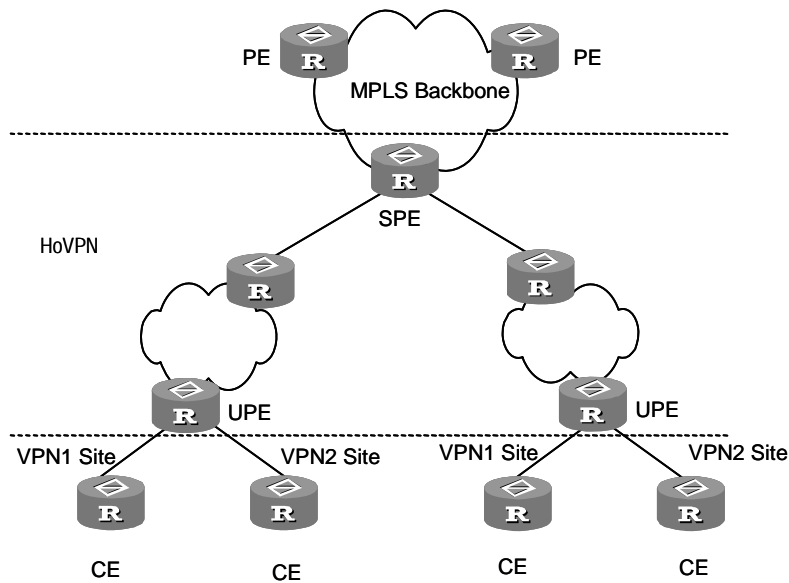 PE
R
R
PE
MPLS Backbone
R
SPE
HoVPN
R
R
R
UPE
R
UPE
VPN1 Site
VPN2 Site
VPN1 Site
VPN2 Site
R
R
R
R
CE
CE
CE
CE